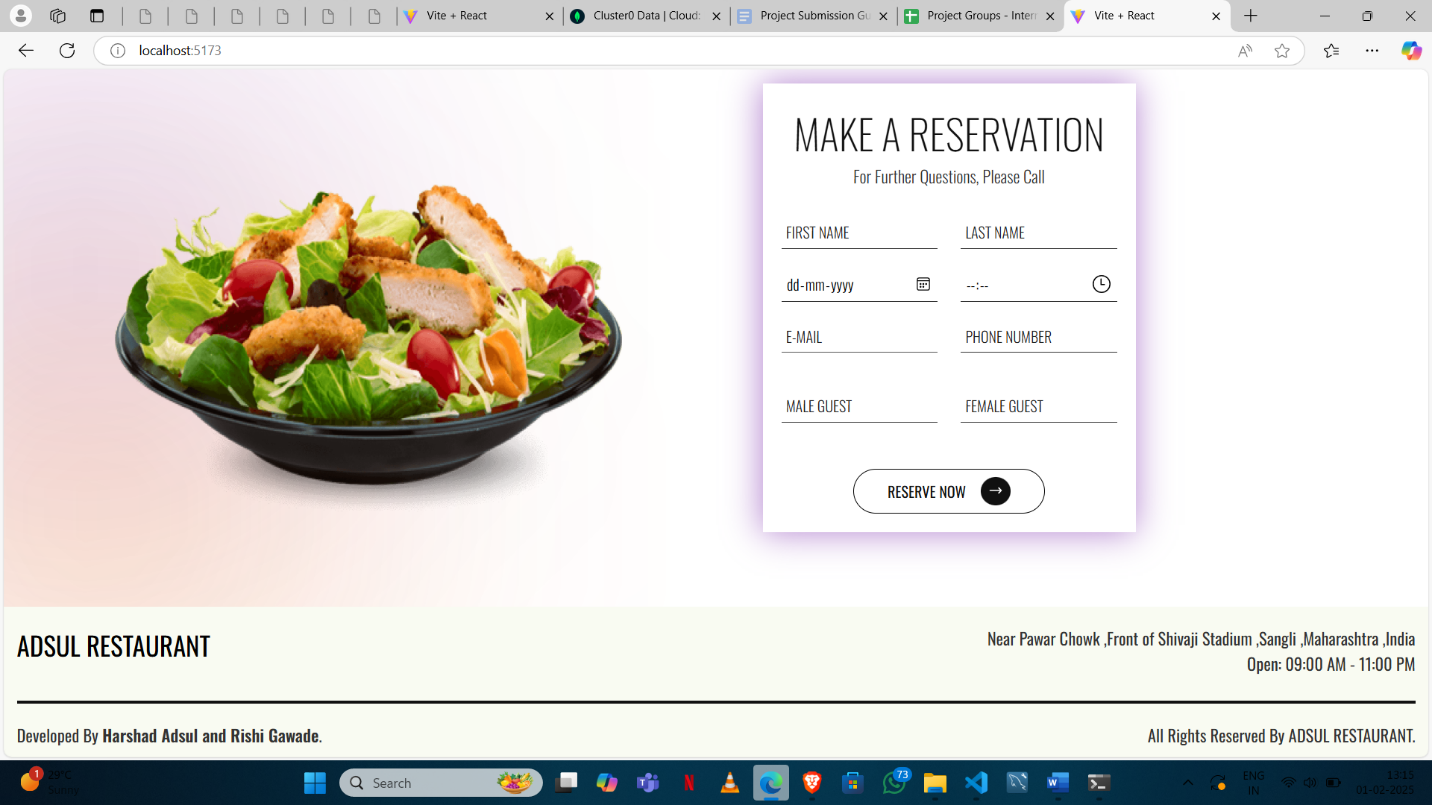 Vite + React
Cluster0 Data | Cloud:
Project Submission Gu
Project Groups - Intern
Vite + React
localhost:5173
MAKE A RESERVATION
For Further Questions, Please Call
FIRST NAME
LAST NAME
dd-mm-yyyy
--:--
E-MAIL
PHONE NUMBER
MALE GUEST
FEMALE GUEST
RESERVE NOW
ADSUL RESTAURANT
Near Pawar Chowk ,Front of Shivaji Stadium ,Sangli ,Maharashtra ,India
Open: 09:00 AM - 11:00 PM
Developed By Harshad Adsul and Rishi Gawade.
All Rights Reserved By ADSUL RESTAURANT.
1
29°C
Sunny
Search
73
ENG
IN
13:15
01-02-2025